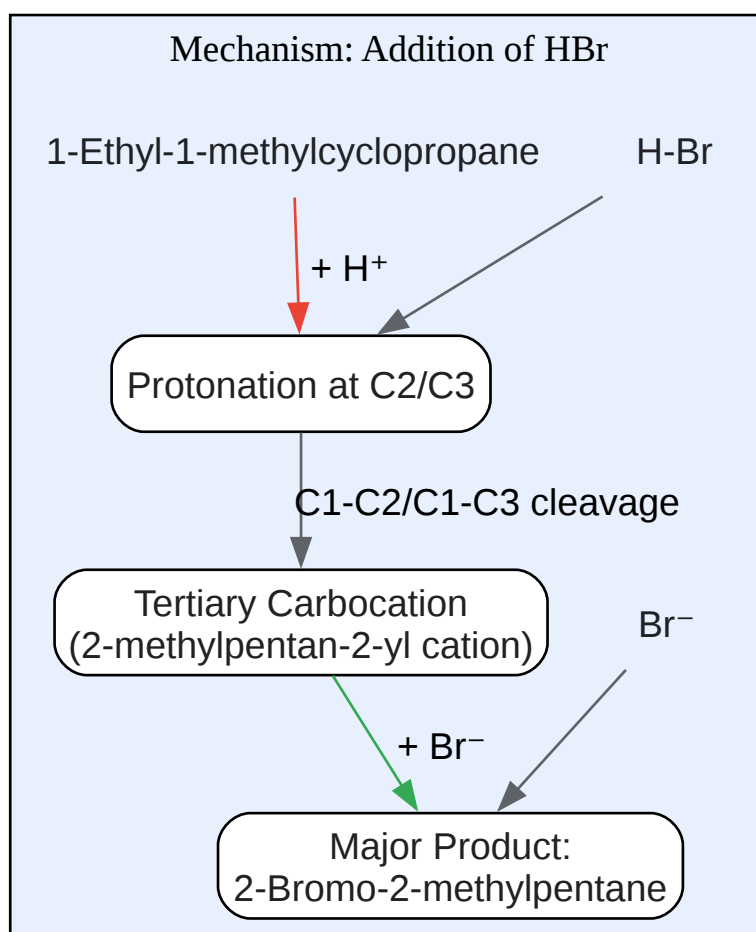 Mechanism: Addition of HBr
1-Ethyl-1-methylcyclopropane
H-Br
+ H⁺
Protonation at C2/C3
C1-C2/C1-C3 cleavage
Tertiary Carbocation
(2-methylpentan-2-yl cation)
Br⁻
+ Br⁻
Major Product:
2-Bromo-2-methylpentane